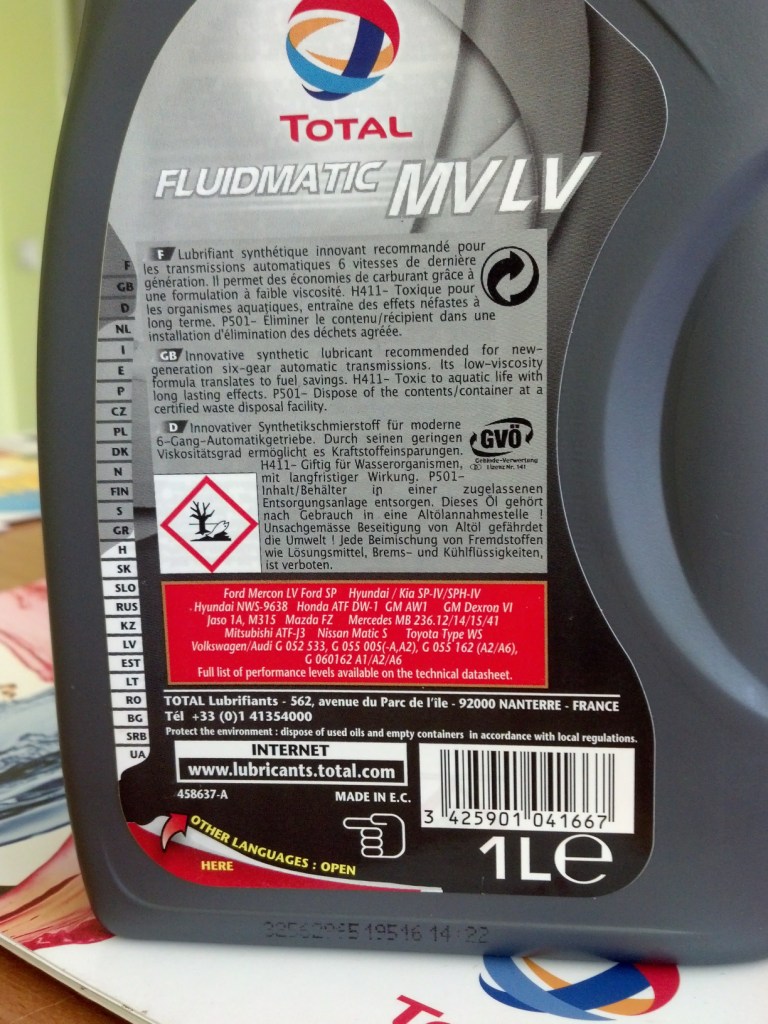 TOTAL
FLUIDMATIC MV LV
F Lubrifiant synthétique innovant recommandé pour
les transmissions automatiques 6 vitesses de dernière
génération. Il permet des économies de carburant grâce à
une formulation à faible viscosité. H411- Toxique pour
les organismes aquatiques, entraîne des effets néfastes à
long terme. P501- Éliminer le contenu/récipient dans une
installation d'élimination des déchets agréée.
GB Innovative synthetic lubricant recommended for new-
generation six-gear automatic transmissions. Its low-viscosity
formula translates to fuel savings. H411- Toxic to aquatic life with
long lasting effects. P501- Dispose of the contents/container at a
certified waste disposal facility.
D Innovativer Synthetikschmierstoff für moderne
6-Gang-Automatikgetriebe. Durch seinen geringen
Viskositätsgrad ermöglicht es Kraftstoffeinsparungen.
H411- Giftig für Wasserorganismen,
mit langfristiger Wirkung. P501-
Inhalt/Behälter in einer zugelassenen
Entsorgungsanlage entsorgen. Dieses Öl gehört
nach Gebrauch in eine Altölannahmestelle !
Unsachgemässe Beseitigung von Altöl gefährdet
die Umwelt ! Jede Beimischung von Fremdstoffen
wie Lösungsmittel, Brems- und Kühlflüssigkeiten,
ist verboten.
GVÖ
Gebinde-Verwertung
Lizenz Nr. 141
F
GB
D
NL
I
E
P
CZ
PL
DK
N
FIN
S
GR
H
SK
SLO
RUS
KZ
LV
EST
LT
RO
BG
SRB
UA
Ford Mercon LV Ford SP Hyundai / Kia SP-IV/SPH-IV
Hyundai NWS-9638 Honda ATF DW-1 GM AW1 GM Dexron VI
Jaso 1A, M315 Mazda FZ Mercedes MB 236.12/14/15/41
Mitsubishi ATF-J3 Nissan Matic S Toyota Type WS
Volkswagen/Audi G 052 533, G 055 005(-A,A2), G 055 162 (A2/A6),
G 060162 A1/A2/A6
Full list of performance levels available on the technical datasheet.
TOTAL Lubrifiants - 562, avenue du Parc de l'ile - 92000 NANTERRE - FRANCE
Tél +33 (0)1 41354000
Protect the environment : dispose of used oils and empty containers in accordance with local regulations.
INTERNET
www.lubricants.total.com
458637-A
MADE IN E.C.
3 425901 041667
1L e
OTHER LANGUAGES : OPEN
HERE
19516 14:22